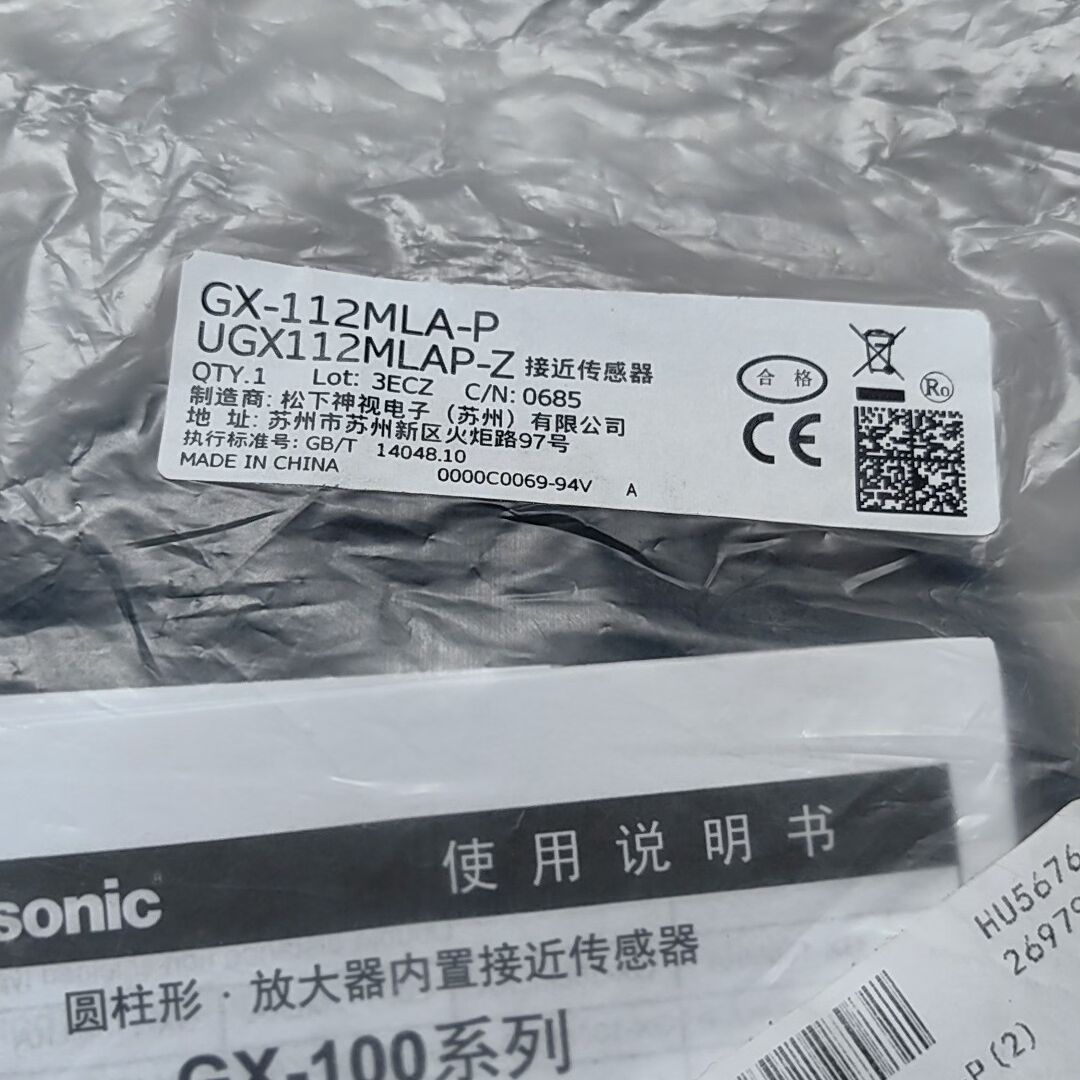 GX-112MLA-P
UGX112MLAP-Z 接近传感器
QTY.1 Lot: 3ECZ C/N: 0685
制造商: 松下神视电子（苏州）有限公司
地 址: 苏州市苏州新区火炬路97号
执行标准号: GB/T 14048.10
MADE IN CHINA
0000C0069-94V A
合格
CE
Ro
sonic
使用说明书
圆柱形·放大器内置接近传感器
GX-100系列
HU5676
26979
P(2)